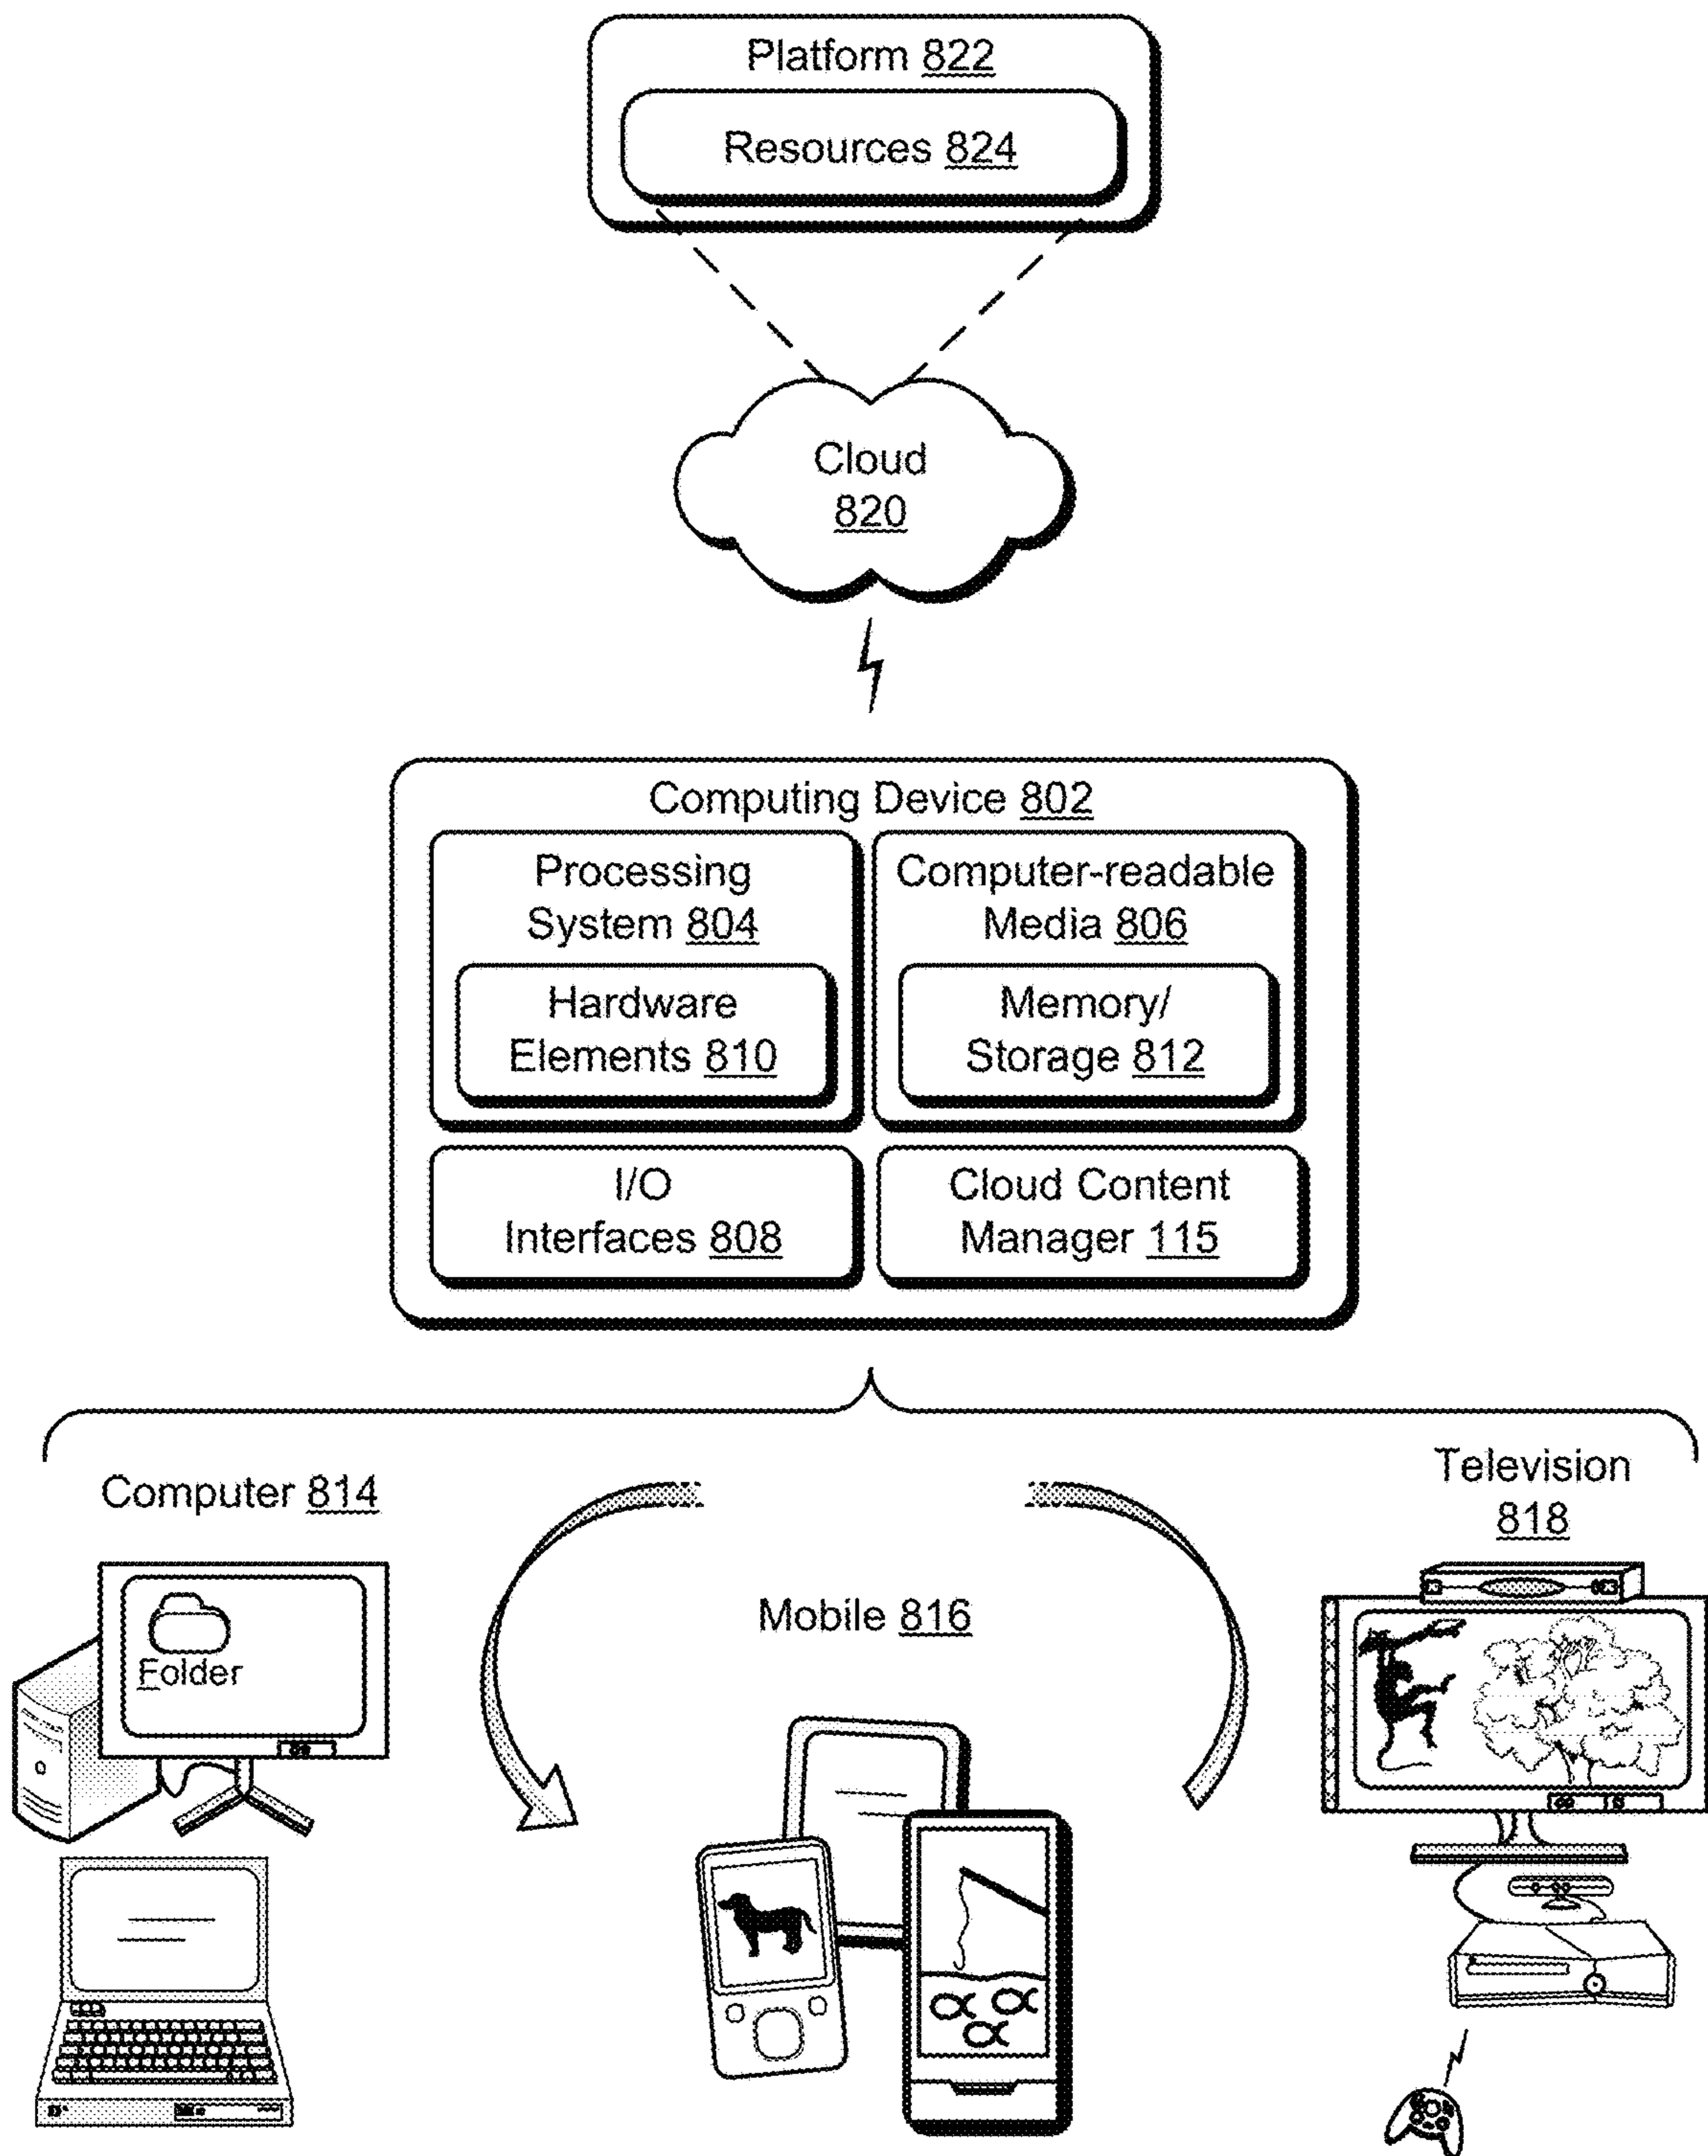 Platform 822
Resources 824
Cloud
820
Computing Device 802
Processing
System 804
Hardware
Elements 810
Computer-readable
Media 806
Memory/
Storage 812
I/O
Interfaces 808
Cloud Content
Manager 115
Computer 814
Folder
Mobile 816
Television
818